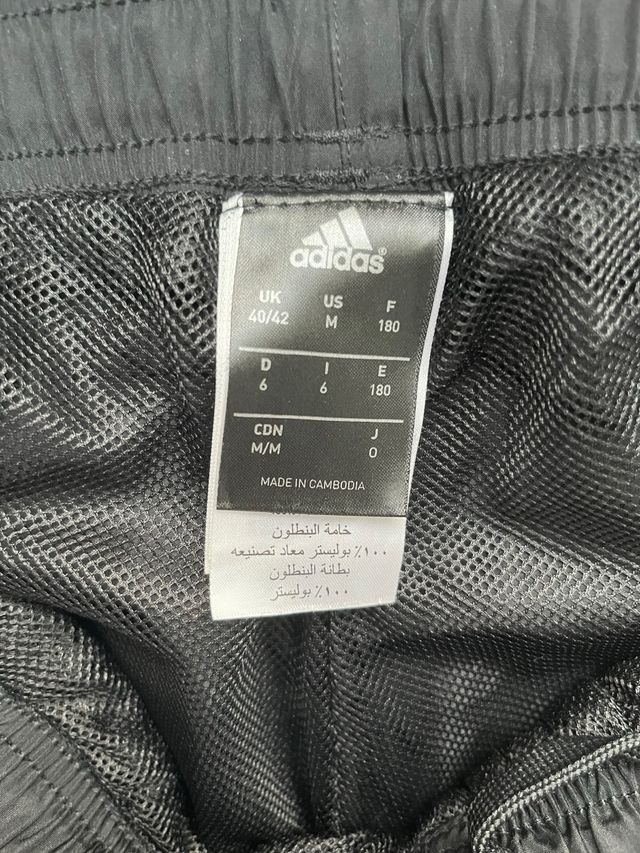 adidas®
UK US F
40/42 M 180
D I E
6 6 180
CDN J
M/M O
MADE IN CAMBODIA
خامة البنطلون
١٠٠٪ بوليستر معاد تصنيعه
بطانة البنطلون
١٠٠٪ بوليستر